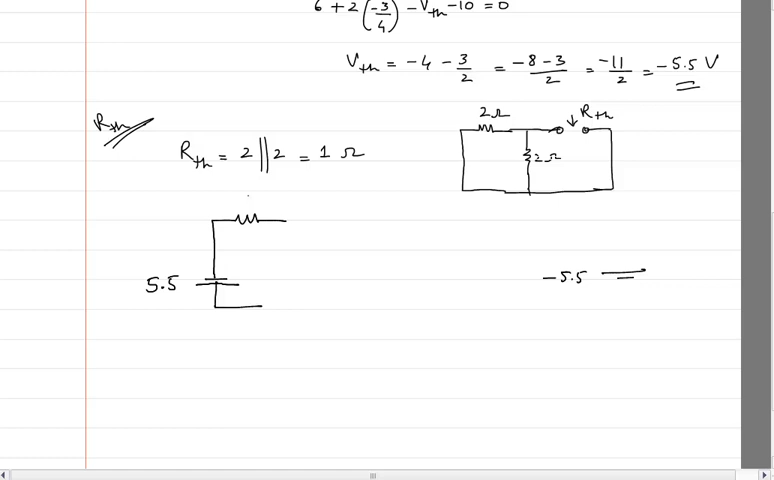 6 + 2 (-3/4) - Vth - 10 = 0
Vth = -4 - 3/2 = -8 - 3/2 = -11/2 = -5.5 V
Rth
2Ω
↓ Rth
Rth = 2 || 2 = 1 Ω
2Ω
5.5
-5.5